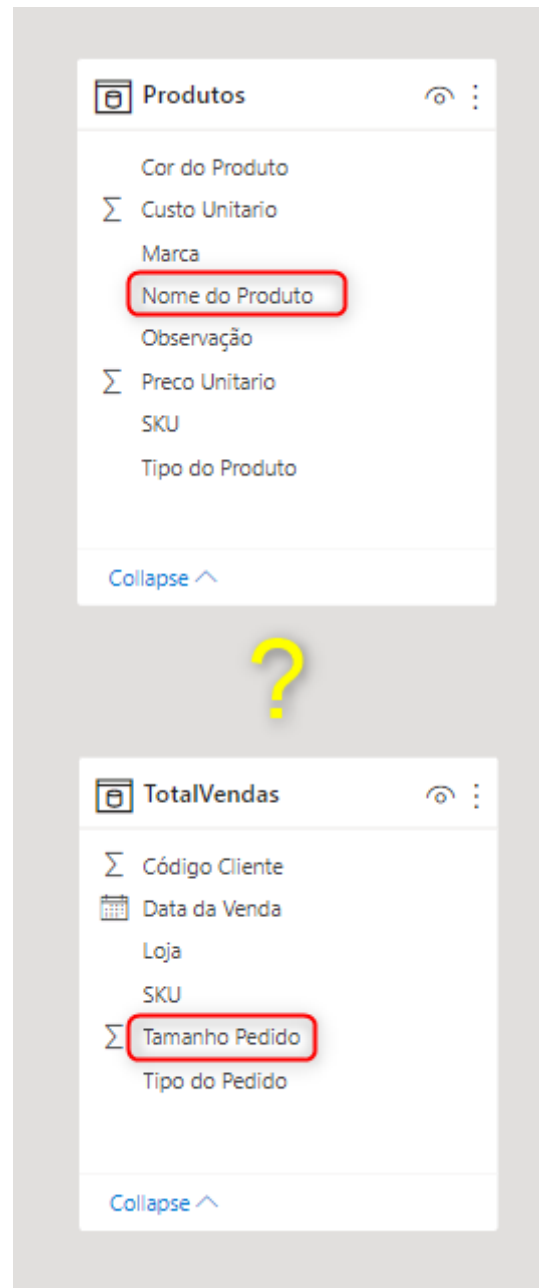 Produtos
Cor do Produto
Σ Custo Unitario
Marca
Nome do Produto
Observação
Σ Preco Unitario
SKU
Tipo do Produto
Collapse
?
TotalVendas
Σ Código Cliente
Data da Venda
Loja
SKU
Σ Tamanho Pedido
Tipo do Pedido
Collapse